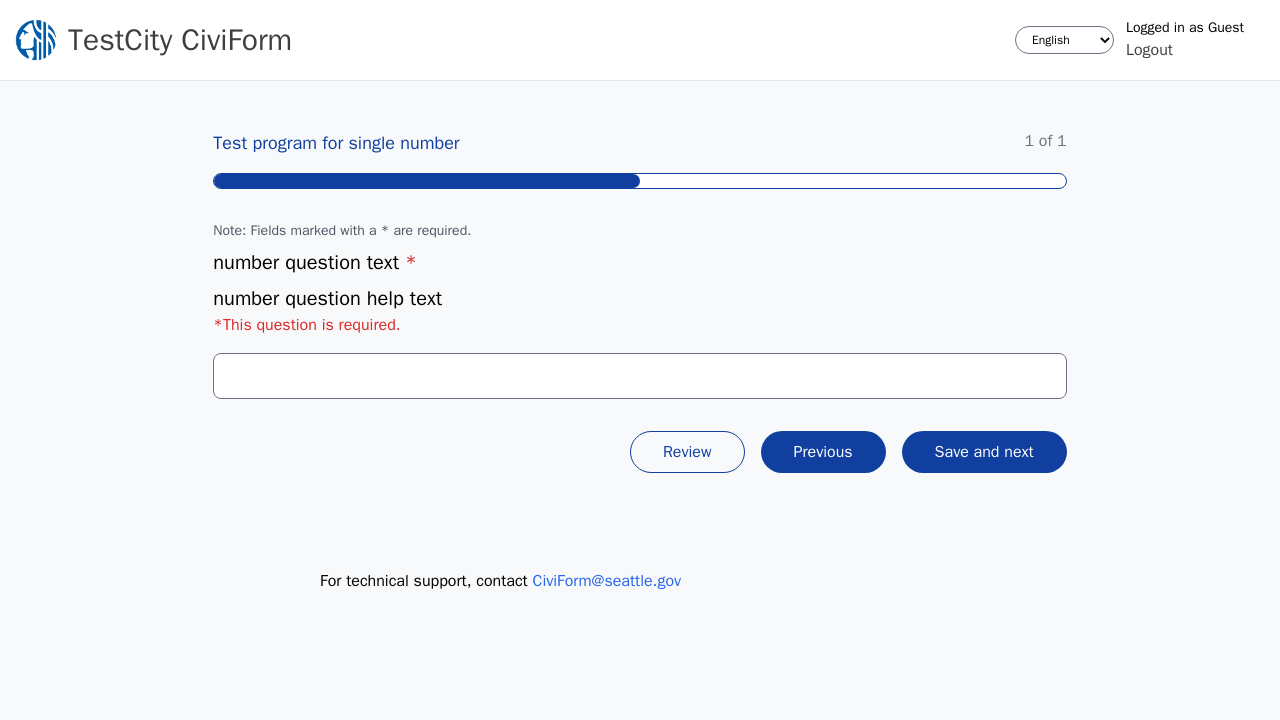 TestCity CiviForm
English
Logged in as Guest
Logout
Test program for single number
1 of 1
Note: Fields marked with a * are required.
number question text *
number question help text
*This question is required.
Review
Previous
Save and next
For technical support, contact CiviForm@seattle.gov